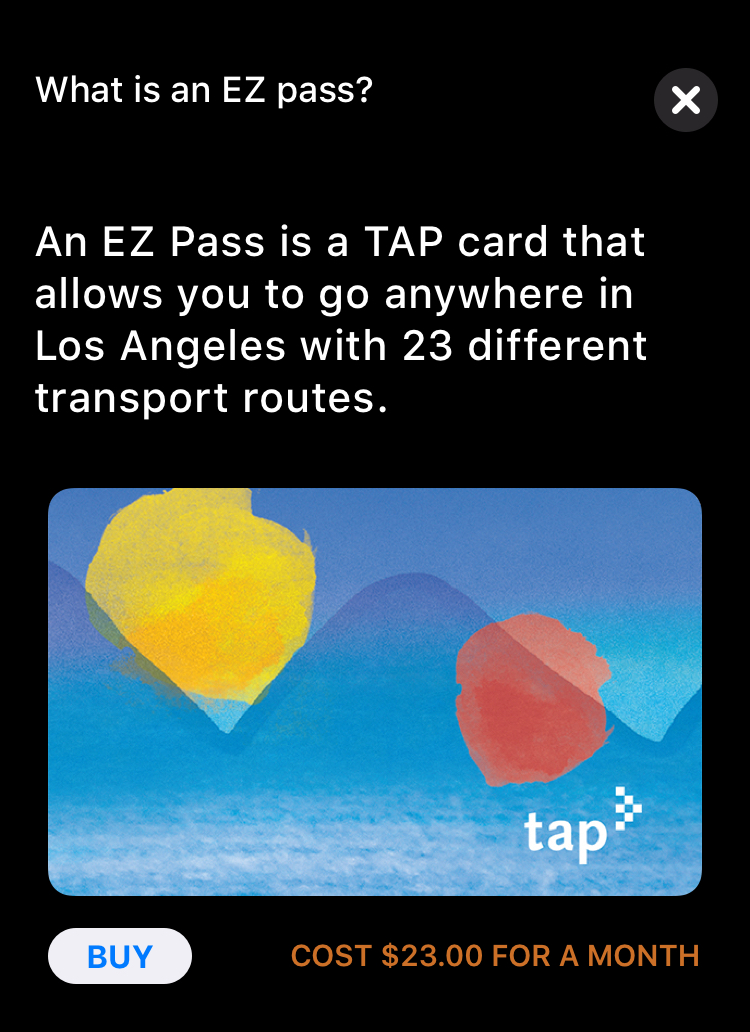 What is an EZ pass?
An EZ Pass is a TAP card that
allows you to go anywhere in
Los Angeles with 23 different
transport routes.
tap
BUY
COST $23.00 FOR A MONTH